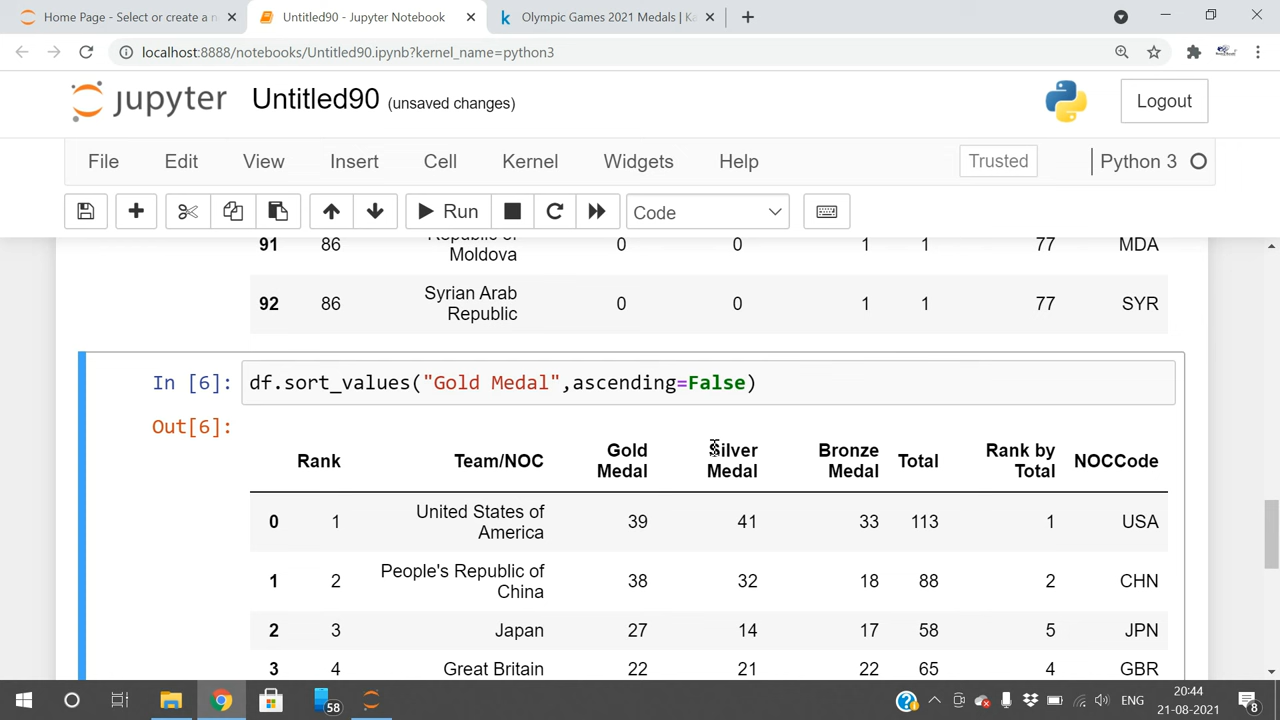 Home Page - Select or create a n
Untitled90 - Jupyter Notebook
k Olympic Games 2021 Medals | Ka
localhost:8888/notebooks/Untitled90.ipynb?kernel_name=python3
jupyter Untitled90 (unsaved changes)
Logout
File Edit View Insert Cell Kernel Widgets Help
Trusted
Python 3
Run
Code
91 86 Republic of Moldova 0 0 1 1 77 MDA
92 86 Syrian Arab Republic 0 0 1 1 77 SYR
In [6]: df.sort_values("Gold Medal",ascending=False)
Out[6]:
Rank Team/NOC Gold Medal Silver Medal Bronze Medal Total Rank by Total NOCCode
0 1 United States of America 39 41 33 113 1 USA
1 2 People's Republic of China 38 32 18 88 2 CHN
2 3 Japan 27 14 17 58 5 JPN
3 4 Great Britain 22 21 22 65 4 GBR
58
ENG
20:44
21-08-2021
8